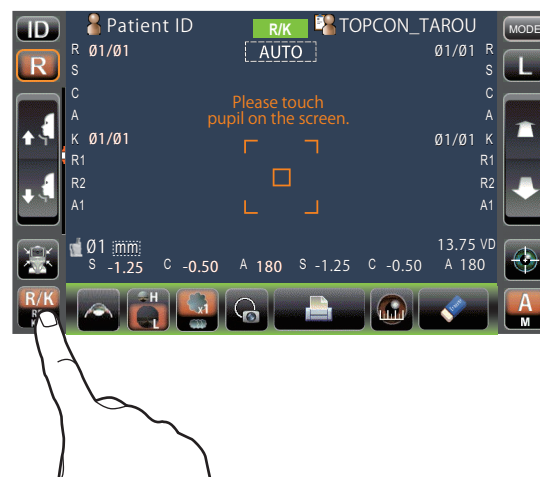 ID Patient ID R/K TOPCON_TAROU MODE
R R 01/01 AUTO 01/01 R L
S S
C
A Please touch A
K 01/01 pupil on the screen. 01/01 K
R1 R1
R2 R2
A1 A1
01 mm 13.75 VD
S -1.25 C -0.50 A 180 S -1.25 C -0.50 A 180
R/K H x1 A
L M